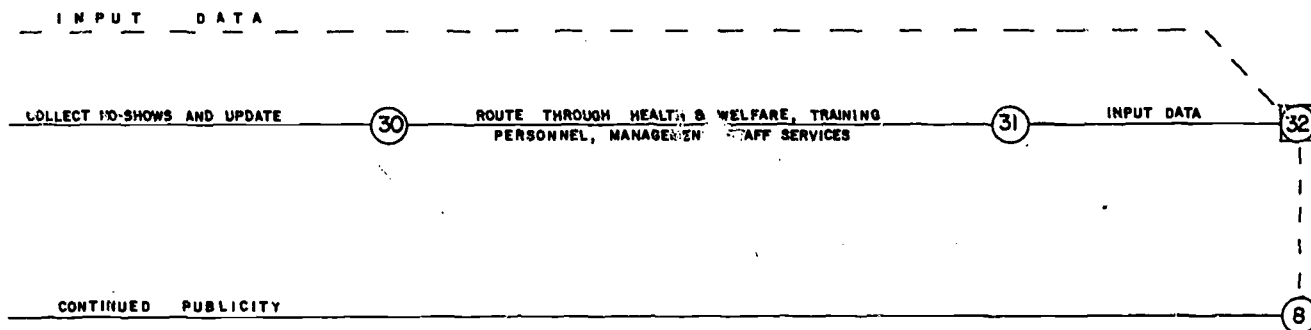 INPUT DATA
COLLECT NO-SHOWS AND UPDATE
30
ROUTE THROUGH HEALTH & WELFARE, TRAINING
PERSONNEL, MANAGEMENT STAFF SERVICES
31
INPUT DATA
32
CONTINUED PUBLICITY
8